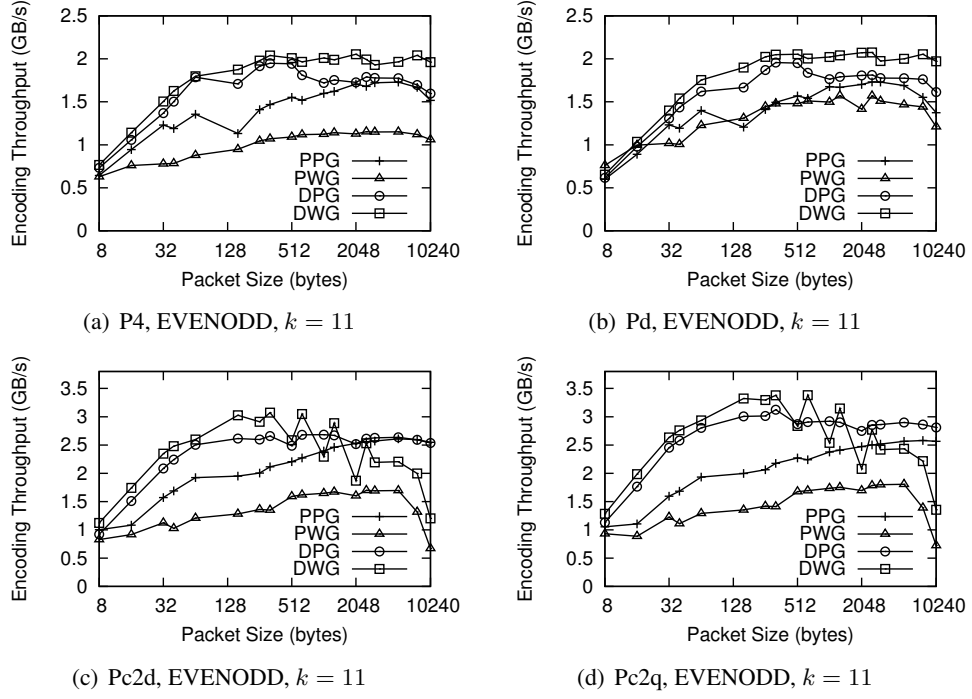 Encoding Throughput (GB/s)
2.5
2
1.5
1
0.5
0
8 32 128 512 2048 10240
Packet Size (bytes)
PPG
PWG
DPG
DWG
(a) P4, EVENODD, k = 11
Encoding Throughput (GB/s)
2.5
2
1.5
1
0.5
0
8 32 128 512 2048 10240
Packet Size (bytes)
PPG
PWG
DPG
DWG
(b) Pd, EVENODD, k = 11
Encoding Throughput (GB/s)
3.5
3
2.5
2
1.5
1
0.5
0
8 32 128 512 2048 10240
Packet Size (bytes)
PPG
PWG
DPG
DWG
(c) Pc2d, EVENODD, k = 11
Encoding Throughput (GB/s)
3.5
3
2.5
2
1.5
1
0.5
0
8 32 128 512 2048 10240
Packet Size (bytes)
PPG
PWG
DPG
DWG
(d) Pc2q, EVENODD, k = 11